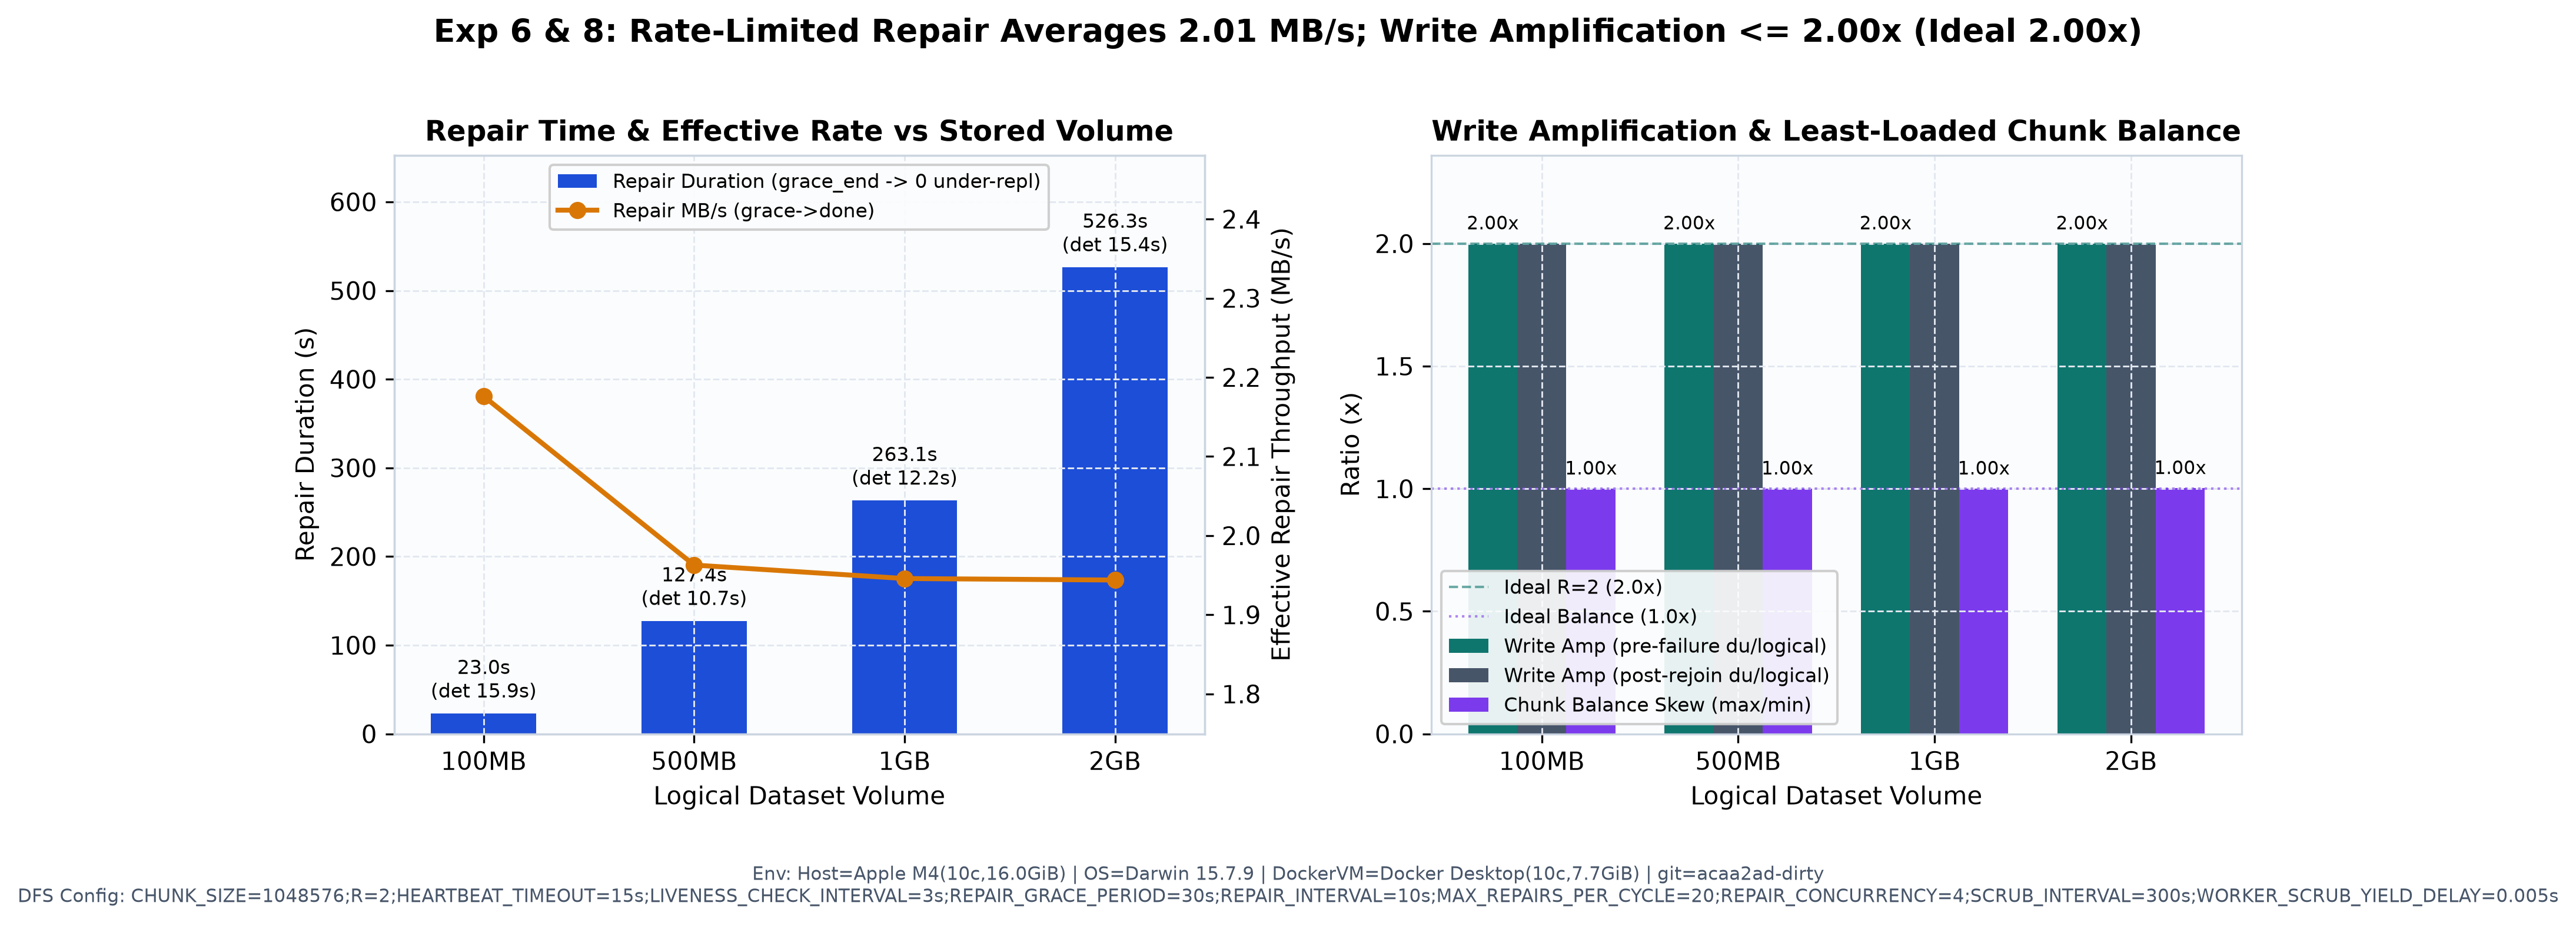 Exp 6 & 8: Rate-Limited Repair Averages 2.01 MB/s; Write Amplification <= 2.00x (Ideal 2.00x)
Repair Time & Effective Rate vs Stored Volume
Repair Duration (grace_end -> 0 under-repl)
Repair MB/s (grace->done)
Repair Duration (s)
600
500
400
300
200
100
0
23.0s
(det 15.9s)
127.4s
(det 10.7s)
263.1s
(det 12.2s)
526.3s
(det 15.4s)
2.4
2.3
2.2
2.1
2.0
1.9
1.8
Effective Repair Throughput (MB/s)
100MB
500MB
1GB
2GB
Logical Dataset Volume
Write Amplification & Least-Loaded Chunk Balance
Ratio (x)
2.0
1.5
1.0
0.5
0.0
2.00x
2.00x
2.00x
2.00x
1.00x
1.00x
1.00x
1.00x
Ideal R=2 (2.0x)
Ideal Balance (1.0x)
Write Amp (pre-failure du/logical)
Write Amp (post-rejoin du/logical)
Chunk Balance Skew (max/min)
100MB
500MB
1GB
2GB
Logical Dataset Volume
Env: Host=Apple M4(10c,16.0GiB) | OS=Darwin 15.7.9 | DockerVM=Docker Desktop(10c,7.7GiB) | git=acaa2ad-dirty
DFS Config: CHUNK_SIZE=1048576;R=2;HEARTBEAT_TIMEOUT=15s;LIVENESS_CHECK_INTERVAL=3s;REPAIR_GRACE_PERIOD=30s;REPAIR_INTERVAL=10s;MAX_REPAIRS_PER_CYCLE=20;REPAIR_CONCURRENCY=4;SCRUB_INTERVAL=300s;WORKER_SCRUB_YIELD_DELAY=0.005s